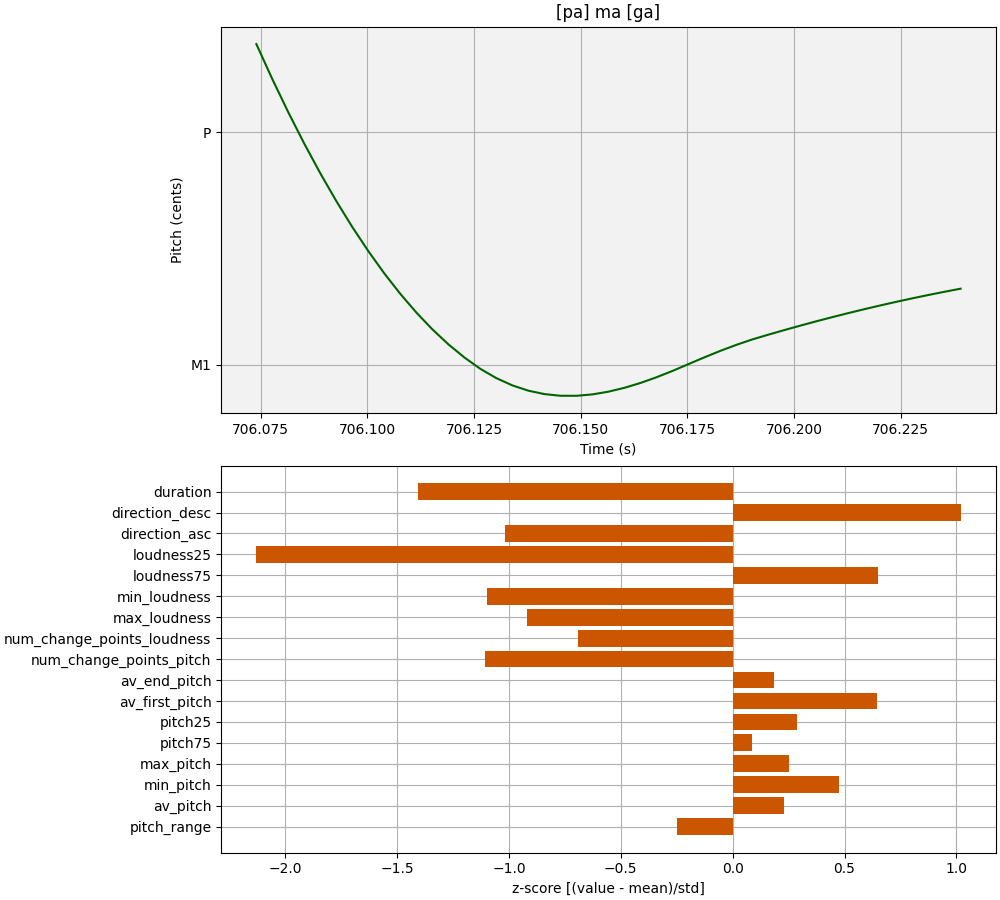 [pa] ma [ga]
P
M1
Pitch (cents)
706.075 706.100 706.125 706.150 706.175 706.200 706.225
Time (s)
duration
direction_desc
direction_asc
loudness25
loudness75
min_loudness
max_loudness
num_change_points_loudness
num_change_points_pitch
av_end_pitch
av_first_pitch
pitch25
pitch75
max_pitch
min_pitch
av_pitch
pitch_range
−2.0 −1.5 −1.0 −0.5 0.0 0.5 1.0
z-score [(value - mean)/std]